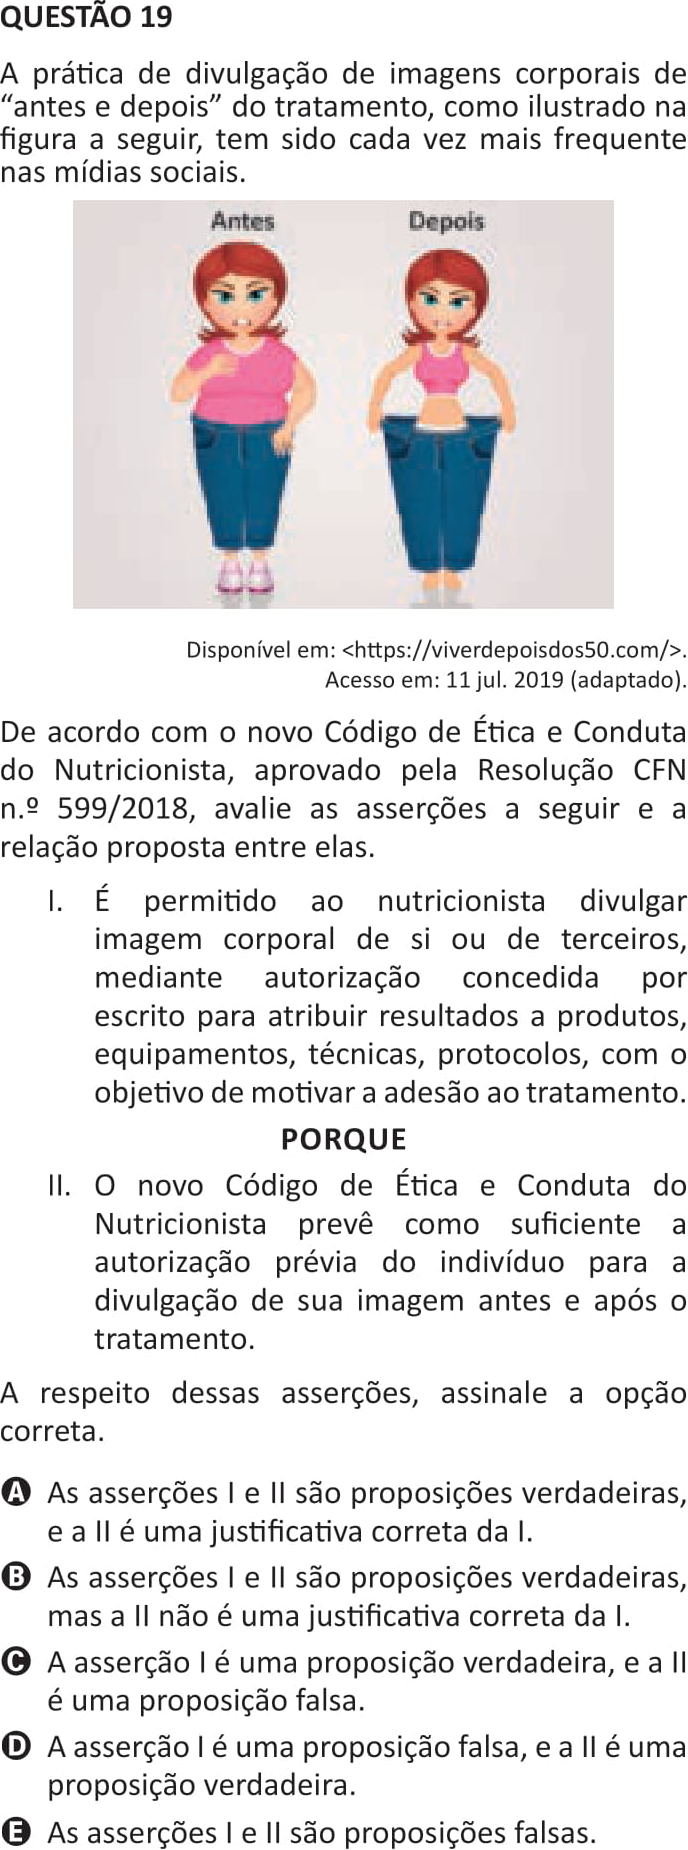 QUESTÃO 19
A prática de divulgação de imagens corporais de
“antes e depois” do tratamento, como ilustrado na
figura a seguir, tem sido cada vez mais frequente
nas mídias sociais.
Antes Depois
Disponível em: <https://viverdepoisdos50.com/>.
Acesso em: 11 jul. 2019 (adaptado).
De acordo com o novo Código de Ética e Conduta
do Nutricionista, aprovado pela Resolução CFN
n.º 599/2018, avalie as asserções a seguir e a
relação proposta entre elas.
I. É permitido ao nutricionista divulgar
imagem corporal de si ou de terceiros,
mediante autorização concedida por
escrito para atribuir resultados a produtos,
equipamentos, técnicas, protocolos, com o
objetivo de motivar a adesão ao tratamento.
PORQUE
II. O novo Código de Ética e Conduta do
Nutricionista prevê como suficiente a
autorização prévia do indivíduo para a
divulgação de sua imagem antes e após o
tratamento.
A respeito dessas asserções, assinale a opção
correta.
A As asserções I e II são proposições verdadeiras,
e a II é uma justificativa correta da I.
B As asserções I e II são proposições verdadeiras,
mas a II não é uma justificativa correta da I.
C A asserção I é uma proposição verdadeira, e a II
é uma proposição falsa.
D A asserção I é uma proposição falsa, e a II é uma
proposição verdadeira.
E As asserções I e II são proposições falsas.